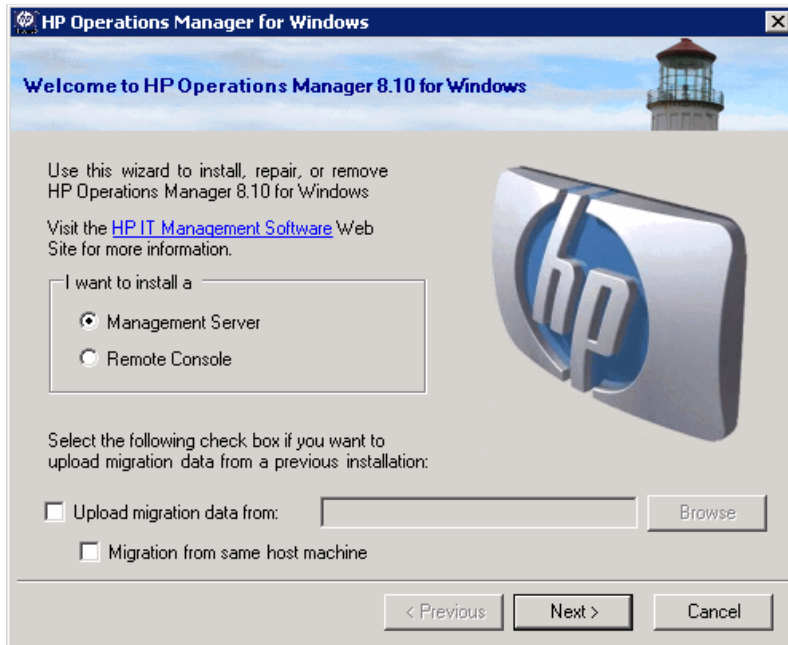 HP Operations Manager for Windows
Welcome to HP Operations Manager 8.10 for Windows
Use this wizard to install, repair, or remove
HP Operations Manager 8.10 for Windows
Visit the HP IT Management Software Web
Site for more information.
I want to install a
Management Server
Remote Console
hp
Select the following check box if you want to
upload migration data from a previous installation:
Upload migration data from:
Browse
Migration from same host machine
< Previous
Next >
Cancel